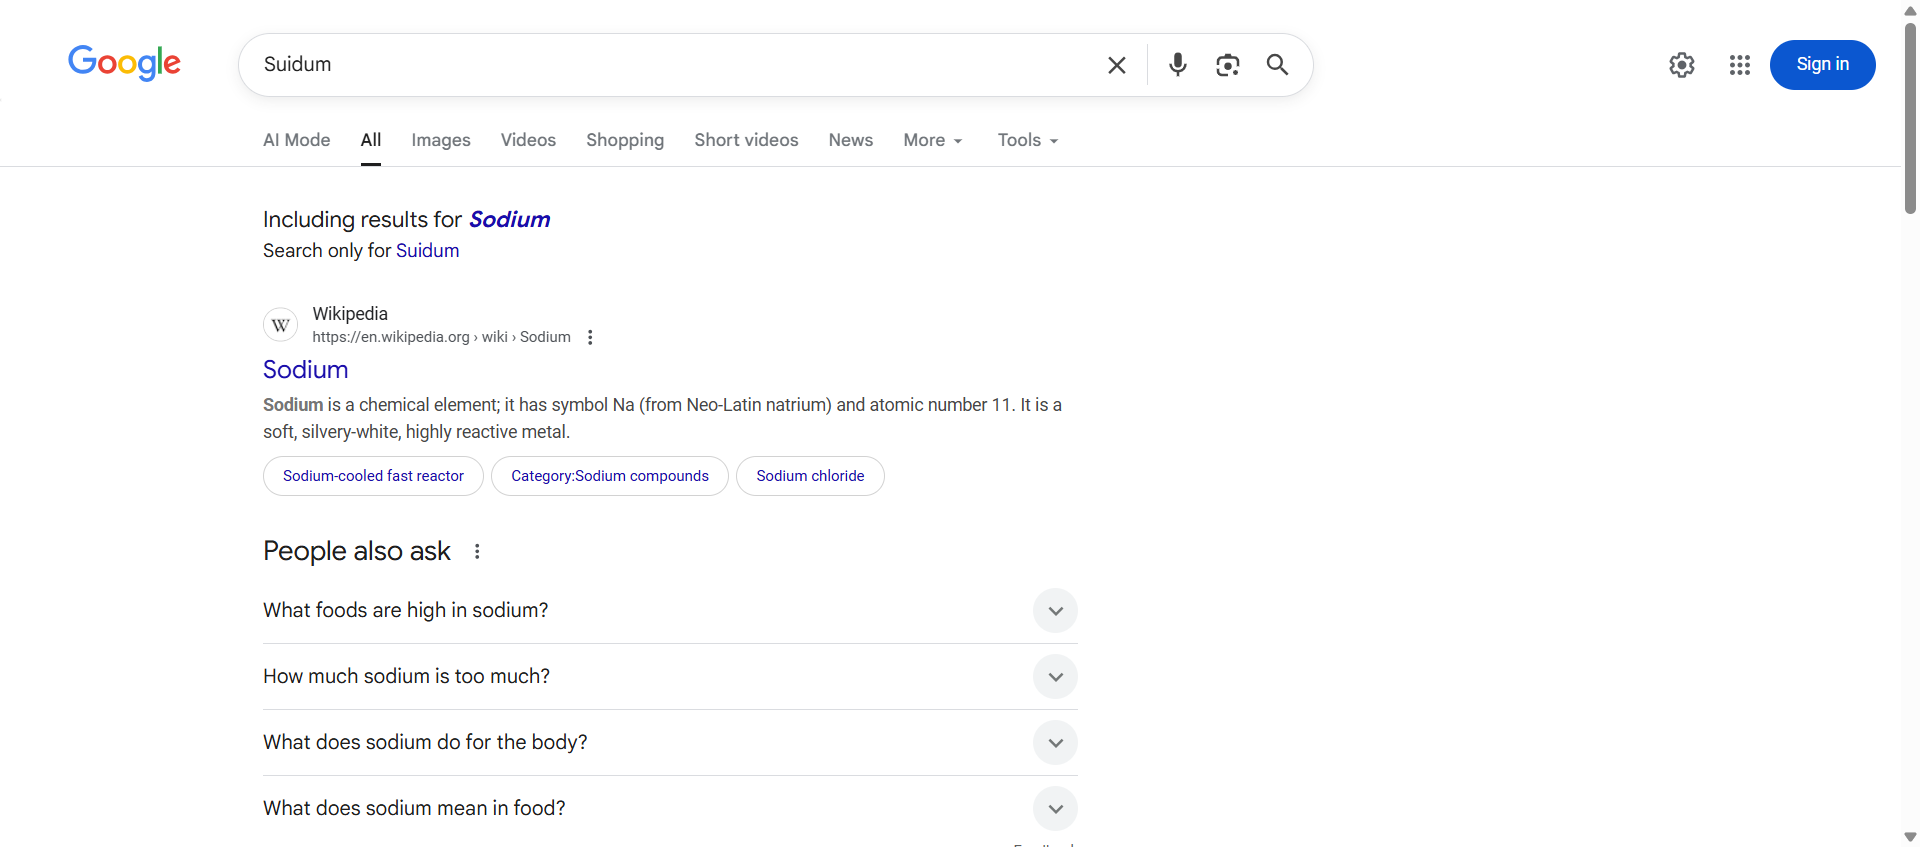 Google
Suidum
Sign in
AI Mode
All
Images
Videos
Shopping
Short videos
News
More
Tools
Including results for Sodium
Search only for Suidum
W
Wikipedia
https://en.wikipedia.org › wiki › Sodium
Sodium
Sodium is a chemical element; it has symbol Na (from Neo-Latin natrium) and atomic number 11. It is a
soft, silvery-white, highly reactive metal.
Sodium-cooled fast reactor
Category:Sodium compounds
Sodium chloride
People also ask
What foods are high in sodium?
How much sodium is too much?
What does sodium do for the body?
What does sodium mean in food?